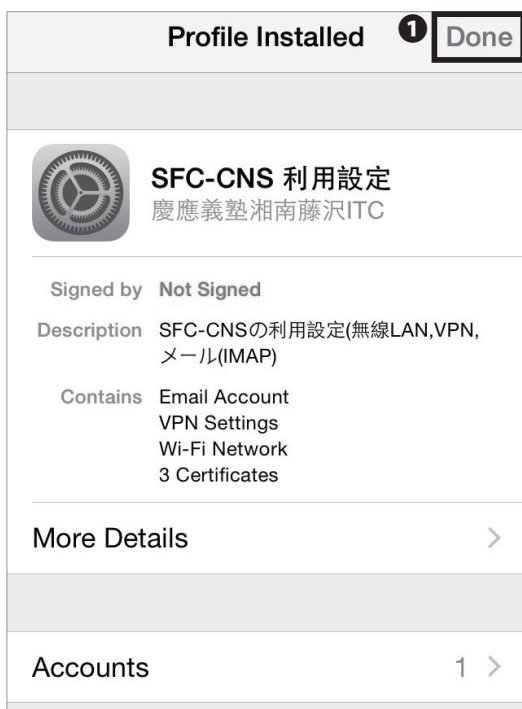 Profile Installed ❶ Done
SFC-CNS 利用設定
慶應義塾湘南藤沢ITC
Signed by Not Signed
Description SFC-CNSの利用設定(無線LAN,VPN,
メール(IMAP)
Contains Email Account
VPN Settings
Wi-Fi Network
3 Certificates
More Details
Accounts 1